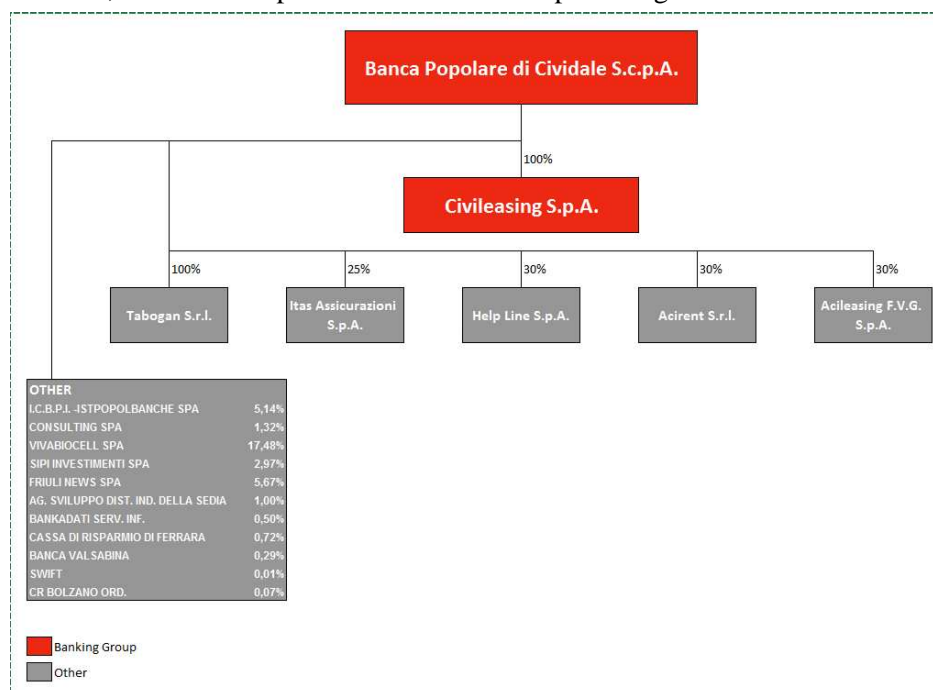 Banca Popolare di Cividale S.c.p.A.
100%
Civileasing S.p.A.
100%
25%
30%
30%
30%
Tabogan S.r.l.
Itas Assicurazioni
S.p.A.
Help Line S.p.A.
Acirent S.r.l.
Acileasing F.V.G.
S.p.A.
OTHER
I.C.B.P.I. -ISTPOPOLBANCHE SPA 5,14%
CONSULTING SPA 1,32%
VIVABIOCELL SPA 17,48%
SIPI INVESTIMENTI SPA 2,97%
FRIULI NEWS SPA 5,67%
AG. SVILUPPO DIST. IND. DELLA SEDIA 1,00%
BANKADATI SERV. INF. 0,50%
CASSA DI RISPARMIO DI FERRARA 0,72%
BANCA VALSABINA 0,29%
SWIFT 0,01%
CR BOLZANO ORD. 0,07%
Banking Group
Other